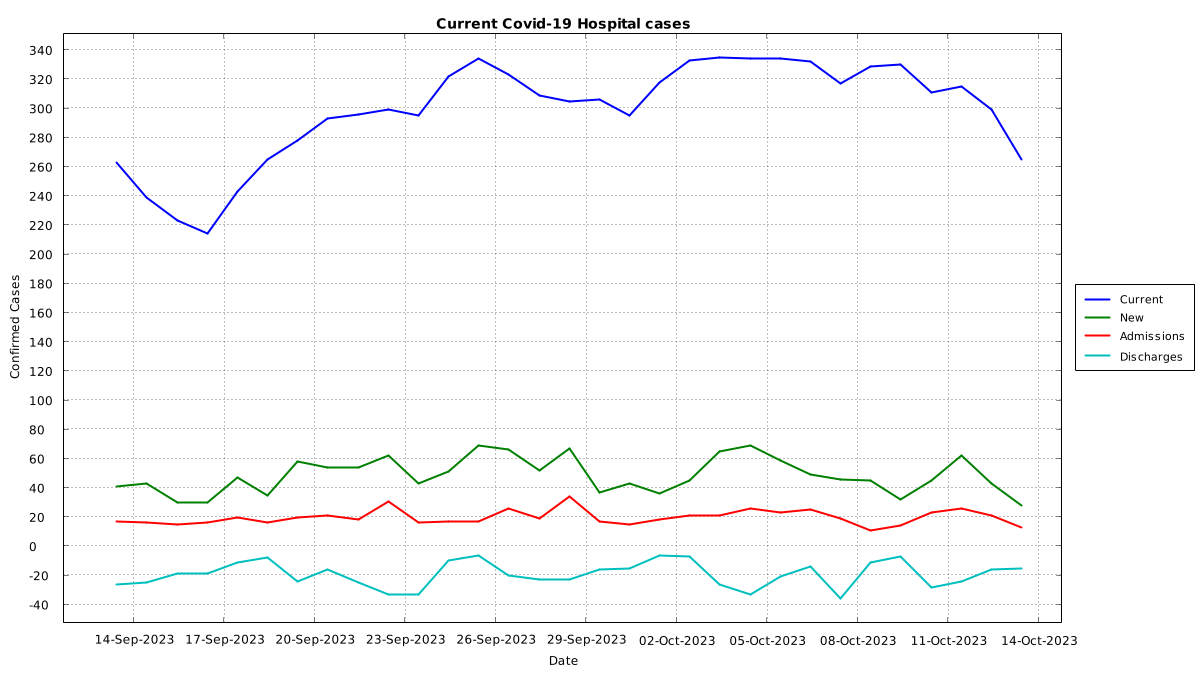 Current Covid-19 Hospital cases
340
320
300
280
260
240
220
200
180
160
140
120
100
80
60
40
20
0
-20
-40
Confirmed Cases
14-Sep-2023 17-Sep-2023 20-Sep-2023 23-Sep-2023 26-Sep-2023 29-Sep-2023 02-Oct-2023 05-Oct-2023 08-Oct-2023 11-Oct-2023 14-Oct-2023
Date
Current
New
Admissions
Discharges